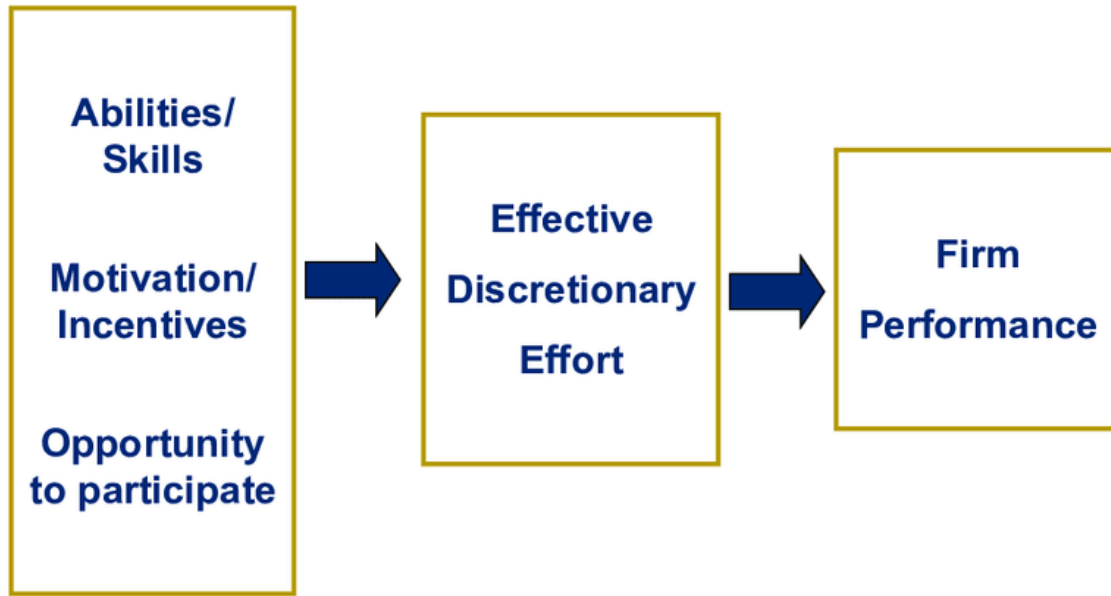 Abilities/
Skills
Motivation/
Incentives
Opportunity
to participate
Effective
Discretionary
Effort
Firm
Performance